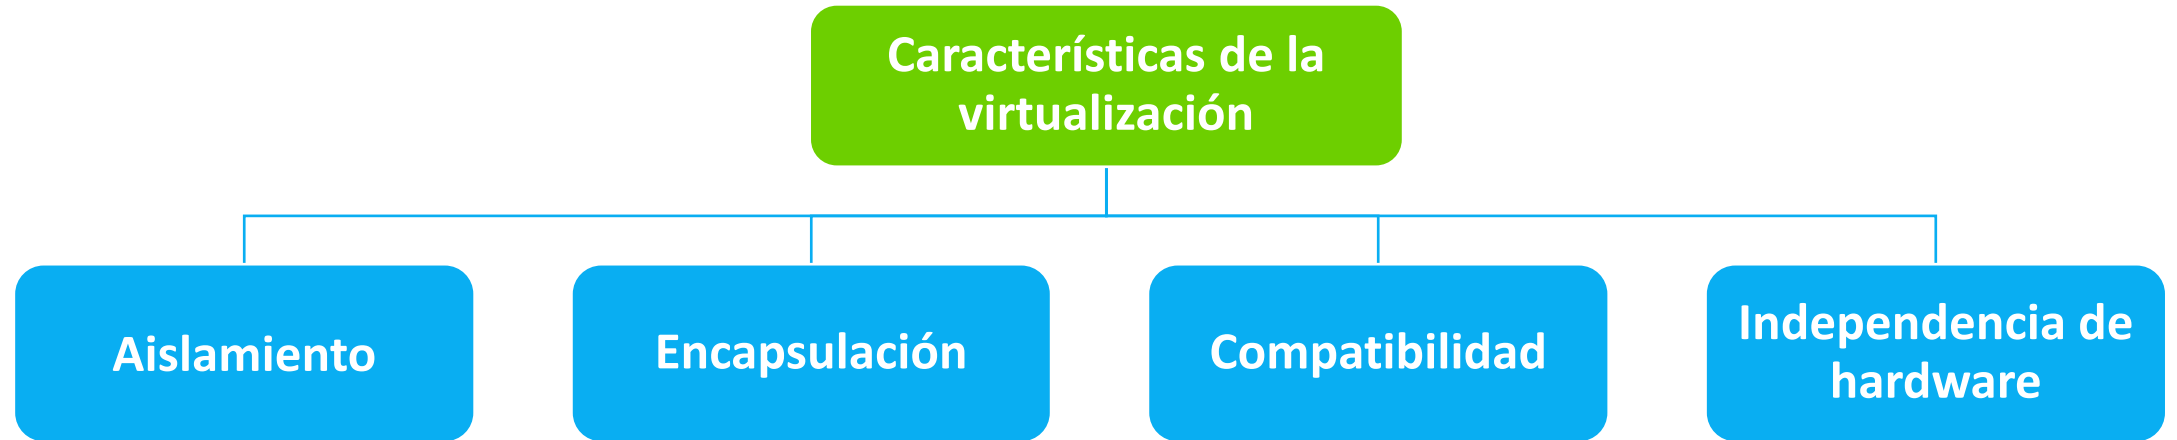 Características de la
virtualización
Aislamiento
Encapsulación
Compatibilidad
Independencia de
hardware